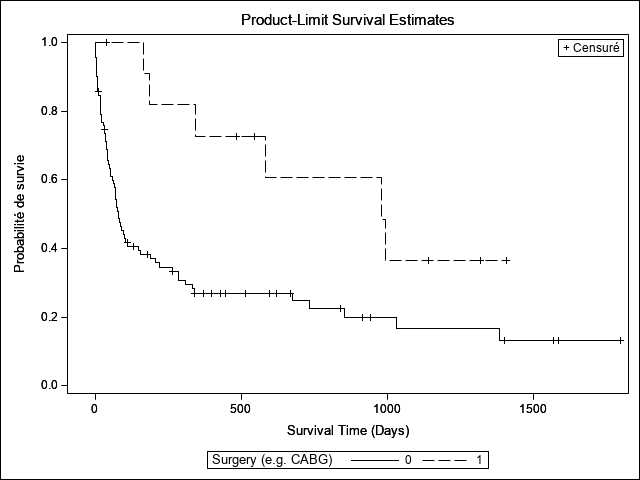 Product-Limit Survival Estimates
+ Censuré
Probabilité de survie
1.0
0.8
0.6
0.4
0.2
0.0
0 500 1000 1500
Survival Time (Days)
Surgery (e.g. CABG) 0 1